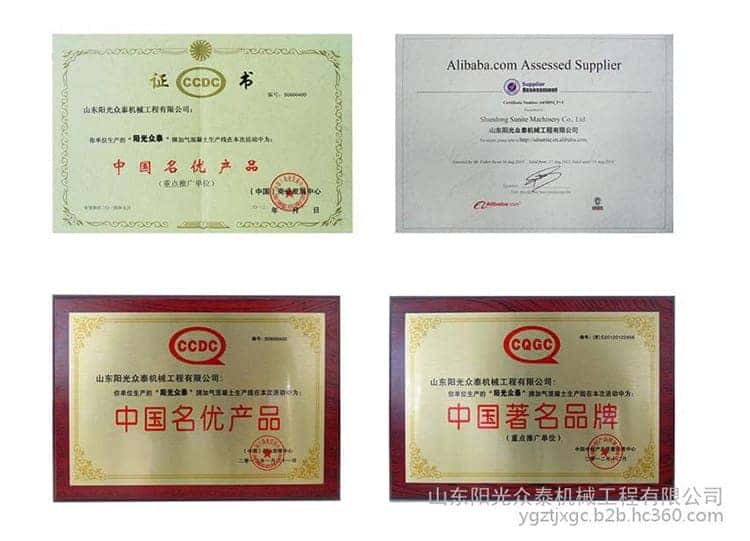 证 CCDC 书
编号: S0600400
山东阳光众泰机械工程有限公司:
你单位生产的"阳光众泰"牌加气混凝土生产线在本次活动中为:
中国名优产品
(重点推广单位)
年 月 日
Alibaba.com Assessed Supplier
Supplier
Assessment
Shandong Sunite Machinery Co., Ltd.
山东阳光众泰机械工程有限公司
Alibaba.com
CCDC
编号: S0600400
山东阳光众泰机械工程有限公司:
你单位生产的"阳光众泰"牌加气混凝土生产线在本次活动中为:
中国名优产品
CQGC
山东阳光众泰机械工程有限公司:
你单位生产的"阳光众泰"牌加气混凝土生产线在本次活动中为:
中国著名品牌
(重点推广单位)
山东阳光众泰机械工程有限公司
ygztjxgc.b2b.hc360.com